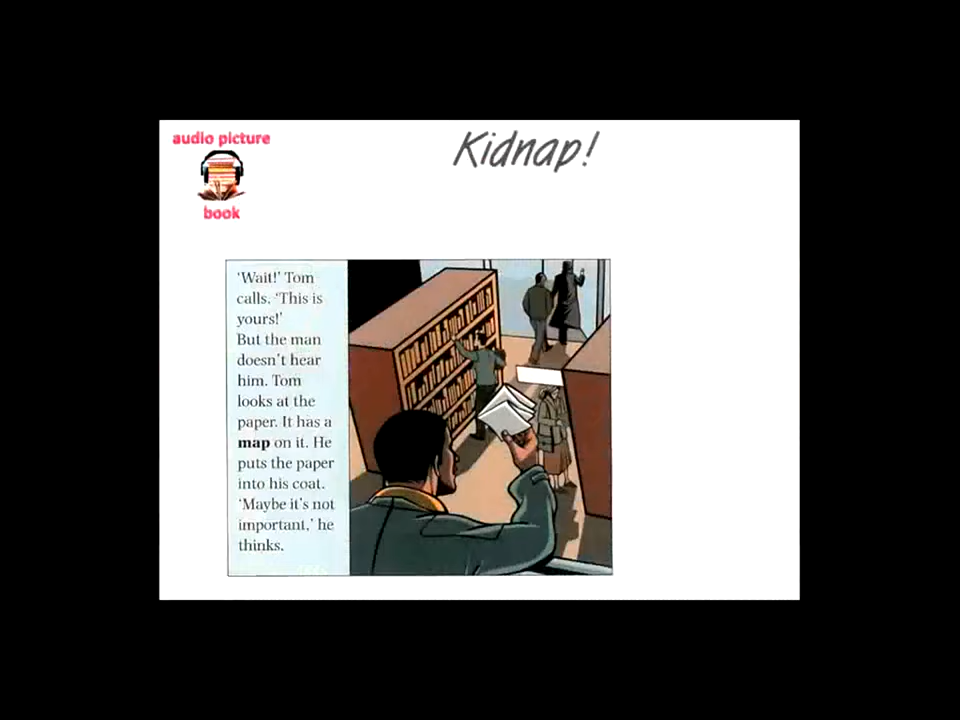 audio picture
book
Kidnap!
'Wait!' Tom
calls. 'This is
yours!'
But the man
doesn't hear
him. Tom
looks at the
paper. It has a
map on it. He
puts the paper
into his coat.
'Maybe it's not
important,' he
thinks.